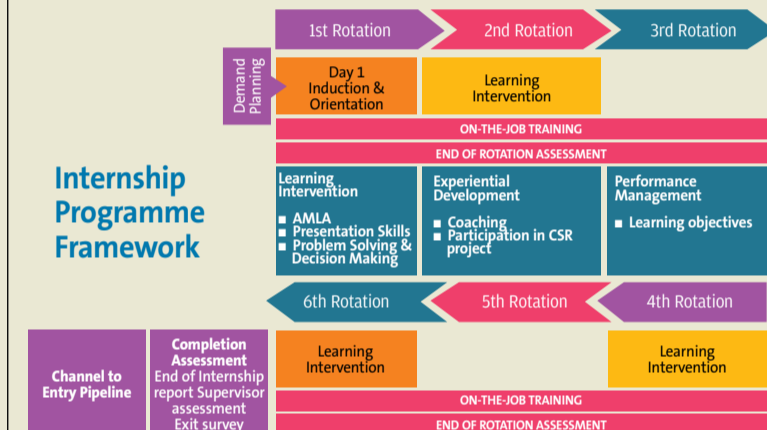 1st Rotation
2nd Rotation
3rd Rotation
Demand
Planning
Day 1
Induction &
Orientation
Learning
Intervention
ON-THE-JOB TRAINING
END OF ROTATION ASSESSMENT
Internship
Programme
Framework
Learning
Intervention
■ AMLA
■ Presentation Skills
■ Problem Solving &
Decision Making
Experiential
Development
■ Coaching
■ Participation in CSR
project
Performance
Management
■ Learning objectives
6th Rotation
5th Rotation
4th Rotation
Channel to
Entry Pipeline
Completion
Assessment
End of Internship
report Supervisor
assessment
Exit survey
Learning
Intervention
Learning
Intervention
ON-THE-JOB TRAINING
END OF ROTATION ASSESSMENT